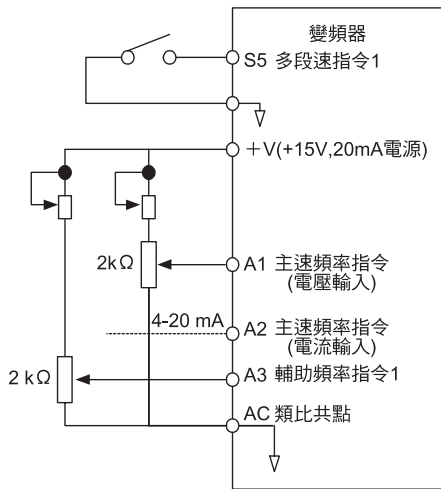 變頻器
S5 多段速指令1
＋V(+15V,20mA電源)
2kΩ
A1 主速頻率指令
(電壓輸入)
4-20 mA
A2 主速頻率指令
(電流輸入)
2 kΩ
A3 輔助頻率指令1
AC 類比共點